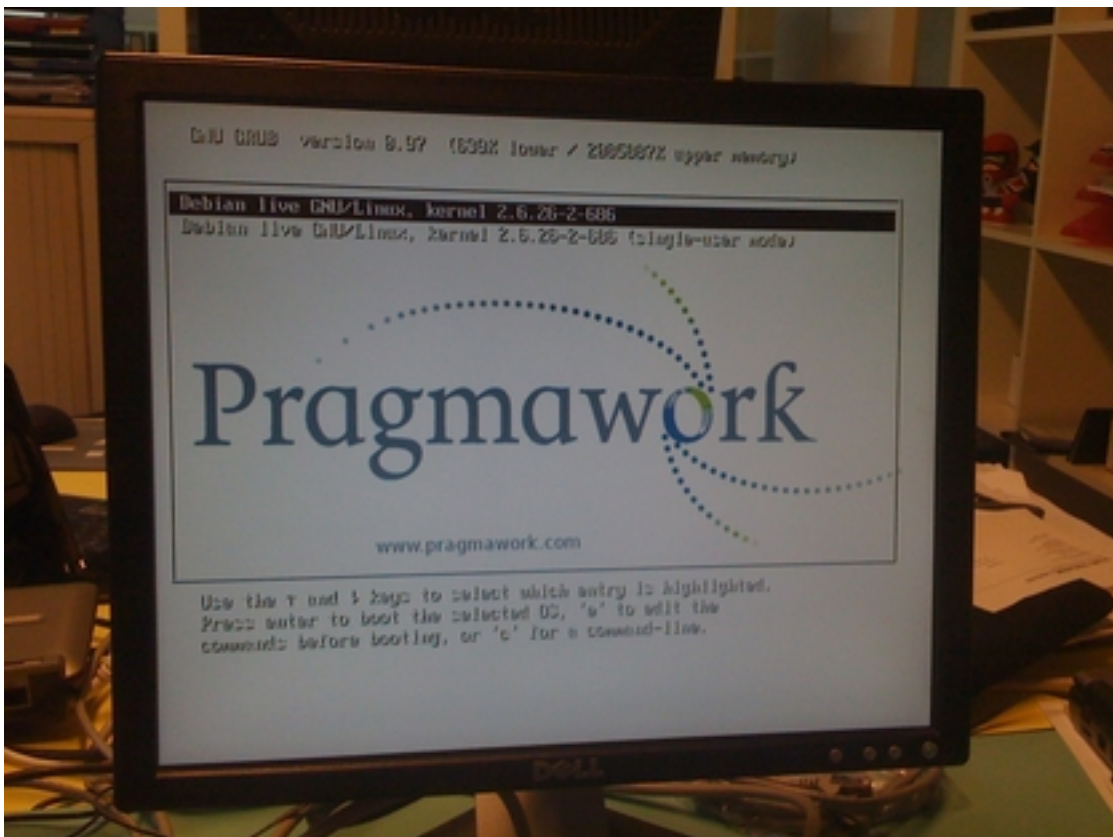 GNU GRUB version 0.97 (639K lower / 2085087K upper memory)
Debian live GNU/Linux, kernel 2.6.26-2-686
Debian live GNU/Linux, kernel 2.6.26-2-686 (single-user mode)
Pragmawork
www.pragmawork.com
Use the ↑ and ↓ keys to select which entry is highlighted.
Press enter to boot the selected OS, 'e' to edit the
commands before booting, or 'c' for a command-line.
DELL